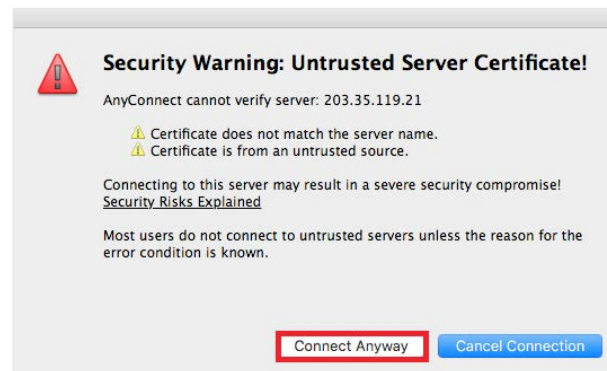 Security Warning: Untrusted Server Certificate!
AnyConnect cannot verify server: 203.35.119.21
Certificate does not match the server name.
Certificate is from an untrusted source.
Connecting to this server may result in a severe security compromise!
Security Risks Explained
Most users do not connect to untrusted servers unless the reason for the
error condition is known.
Connect Anyway Cancel Connection